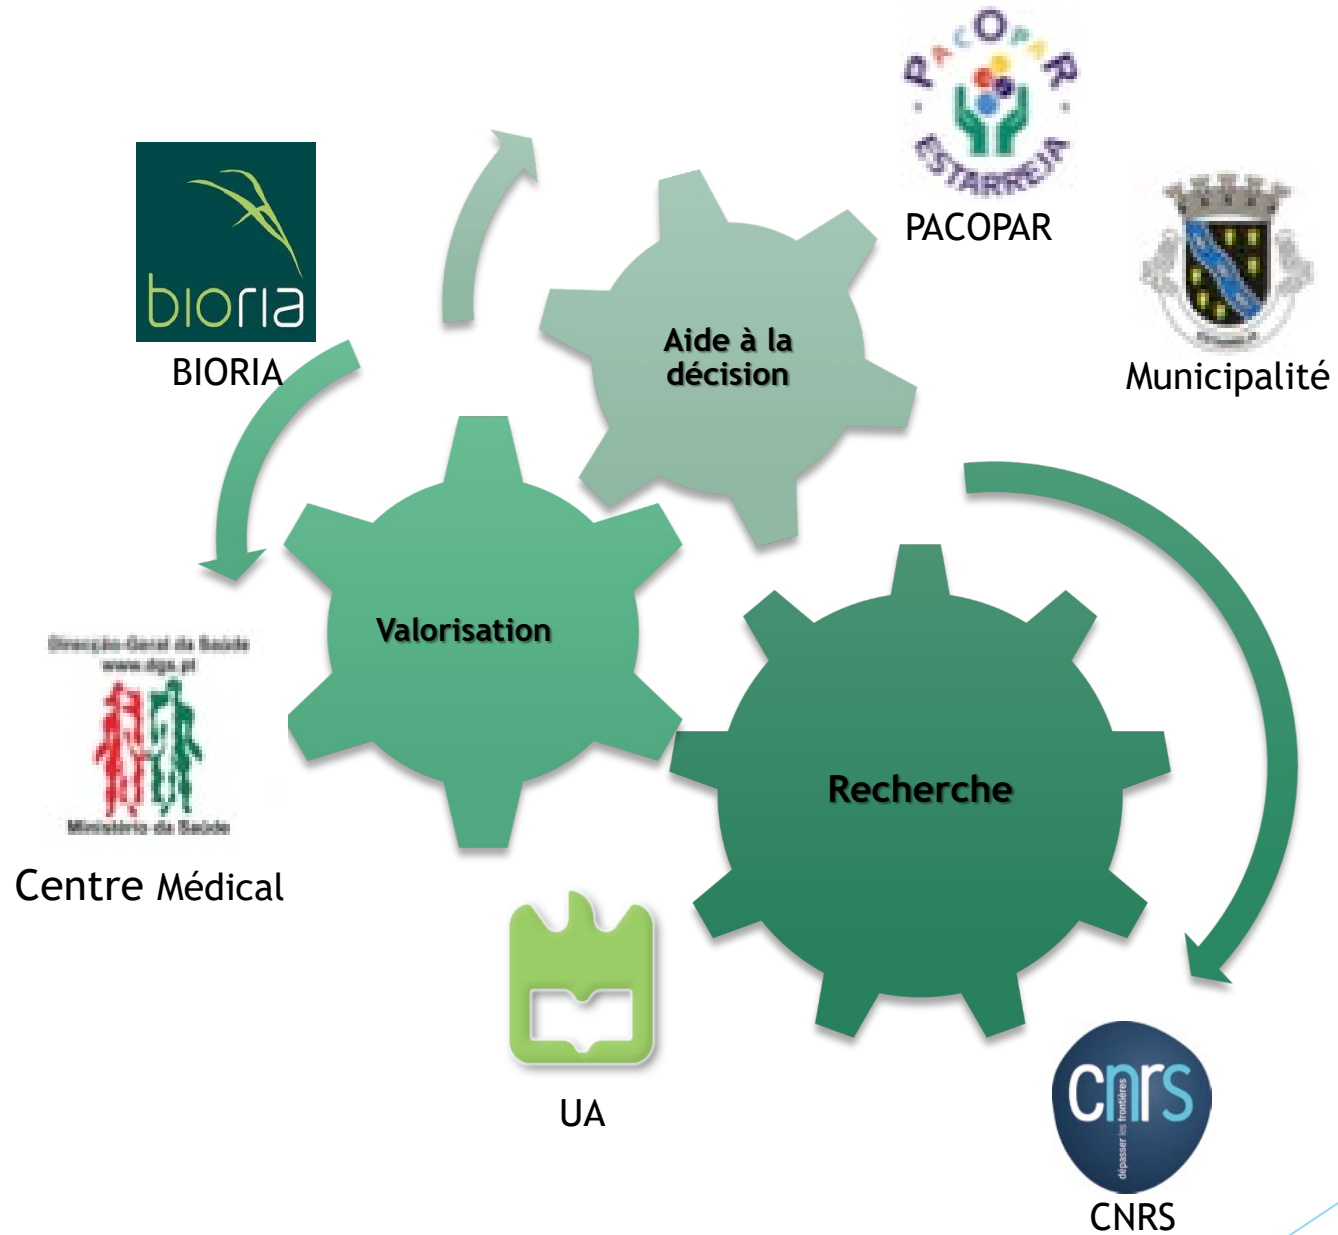 PACOPAR
ESTARREJA
PACOPAR
bioria
BIORIA
Municipalité
Aide à la
décision
Valorisation
Recherche
Direcção-Geral da Saúde
www.dgs.pt
Ministério da Saúde
Centre Médical
UA
cnrs
dépasser les frontières
CNRS